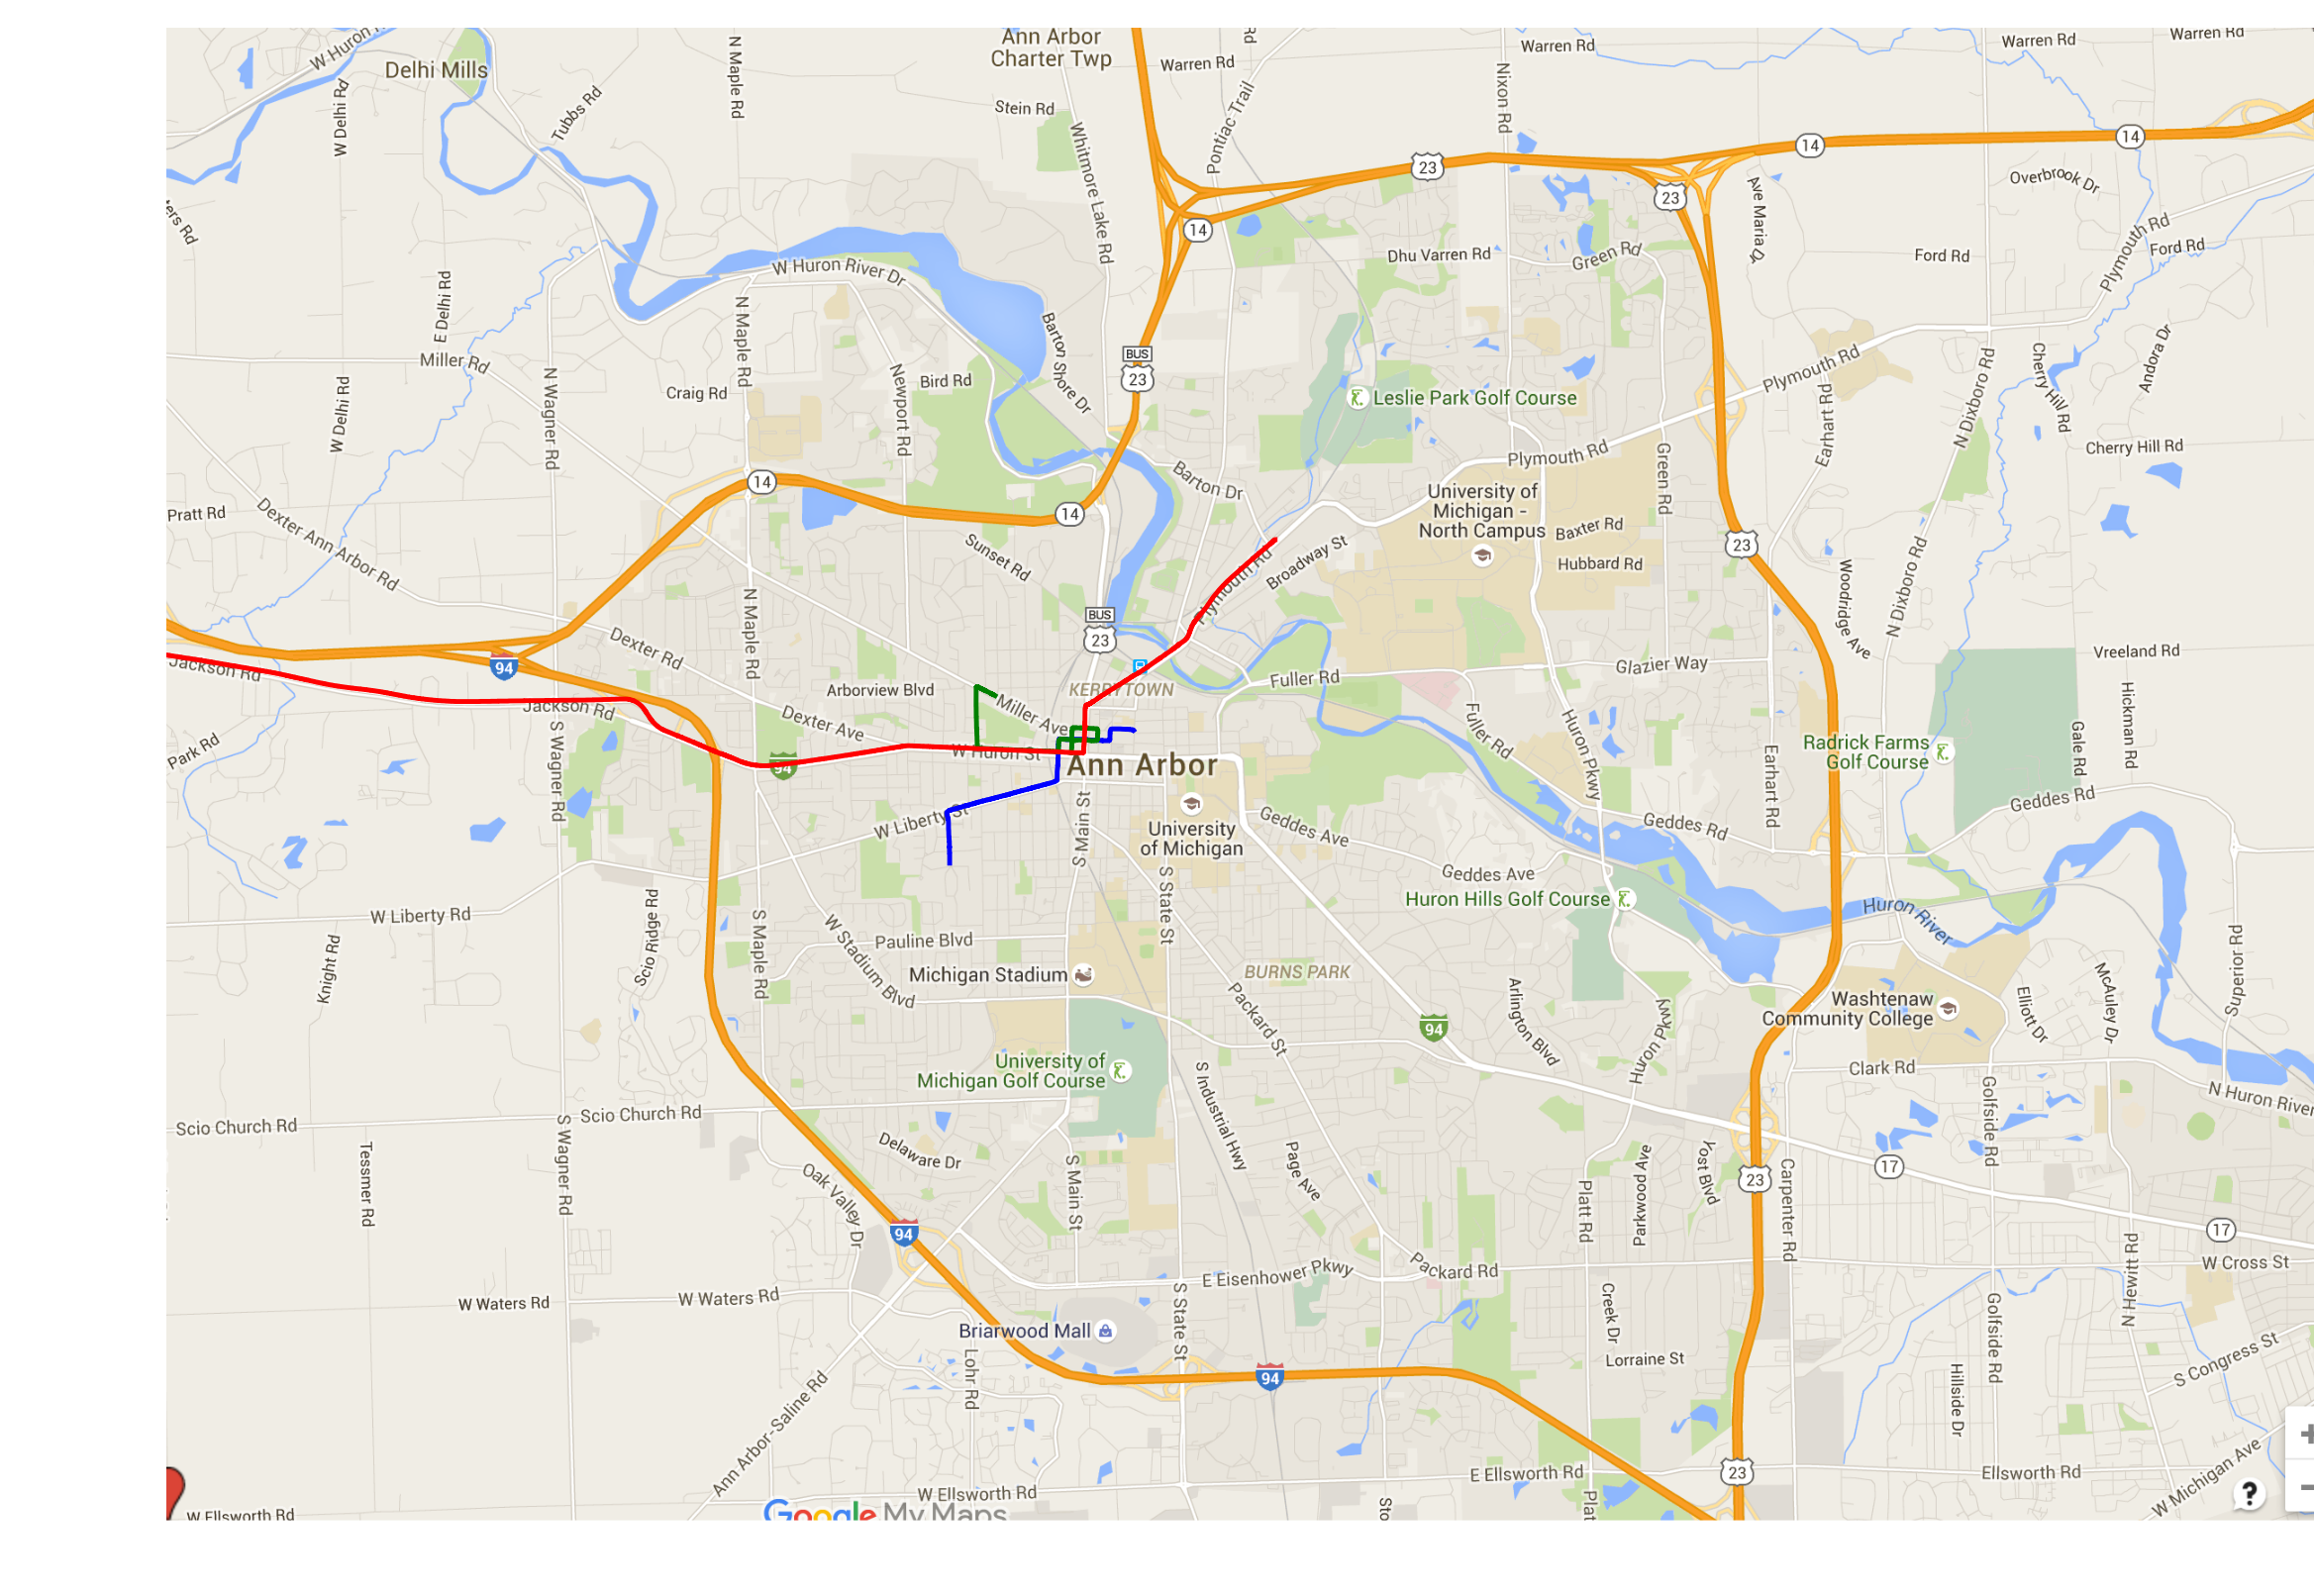 Ann Arbor
Charter Twp
W Huron
Delhi Mills
N Maple Rd
Warren Rd
Rd
Warren Rd
Warren Rd
Warren Rd
W Delhi Rd
Tubbs Rd
Stein Rd
Whitmore Lake Rd
Pontiac Trail
Nixon Rd
23
14
14
Ave Maria Dr
Overbrook Dr
23
14
Plymouth Rd
Ford Rd
Ford Rd
Green Rd
Dhu Varren Rd
W Huron River Dr
E Delhi Rd
N Maple Rd
Barton Shore Dr
BUS
23
Miller Rd
N Wagner Rd
Craig Rd
Newport Rd
Bird Rd
Leslie Park Golf Course
Plymouth Rd
Earhart Rd
N Dixboro Rd
Cherry Hill Rd
Andora Dr
W Delhi Rd
Cherry Hill Rd
Plymouth Rd
Green Rd
Barton Dr
14
14
University of
Michigan -
North Campus
Pratt Rd
Dexter Ann Arbor Rd
Sunset Rd
Baxter Rd
Hubbard Rd
23
Broadway St
Plymouth Rd
Woodridge Ave
N Dixboro Rd
N Maple Rd
BUS
23
Dexter Rd
94
Jackson Rd
Jackson Rd
Arborview Blvd
KERRYTOWN
Fuller Rd
Glazier Way
Vreeland Rd
Hickman Rd
Miller Ave
Dexter Ave
S Wagner Rd
Park Rd
W Huron St
94
Ann Arbor
Fuller Rd
Huron Pkwy
Earhart Rd
Radrick Farms
Golf Course
Gale Rd
Geddes Rd
W Liberty St
S Main St
University
of Michigan
Geddes Ave
Geddes Rd
Geddes Ave
S State St
Huron Hills Golf Course
Huron River
W Liberty Rd
Scio Ridge Rd
Knight Rd
S Maple Rd
W Stadium Blvd
Pauline Blvd
Michigan Stadium
BURNS PARK
Packard St
Arlington Blvd
Huron Pkwy
Washtenaw
Community College
Elliott Dr
McAuley Dr
Superior Rd
94
University of
Michigan Golf Course
S Industrial Hwy
Clark Rd
Golfside Rd
N Huron River
Scio Church Rd
Scio Church Rd
Tessmer Rd
S Wagner Rd
Delaware Dr
Oak Valley Dr
S Main St
Page Ave
Platt Rd
Parkwood Ave
Yost Blvd
23
Carpenter Rd
17
17
94
E Eisenhower Pkwy
Packard Rd
W Cross St
N Hewitt Rd
W Waters Rd
W Waters Rd
Briarwood Mall
S State St
Creek Dr
Lorraine St
Golfside Rd
S Congress St
Hillside Dr
Lohr Rd
94
Ann Arbor-Saline Rd
W Ellsworth Rd
E Ellsworth Rd
23
Ellsworth Rd
W Michigan Ave
W Ellsworth Rd
Google My Maps
Sto
Plat
?